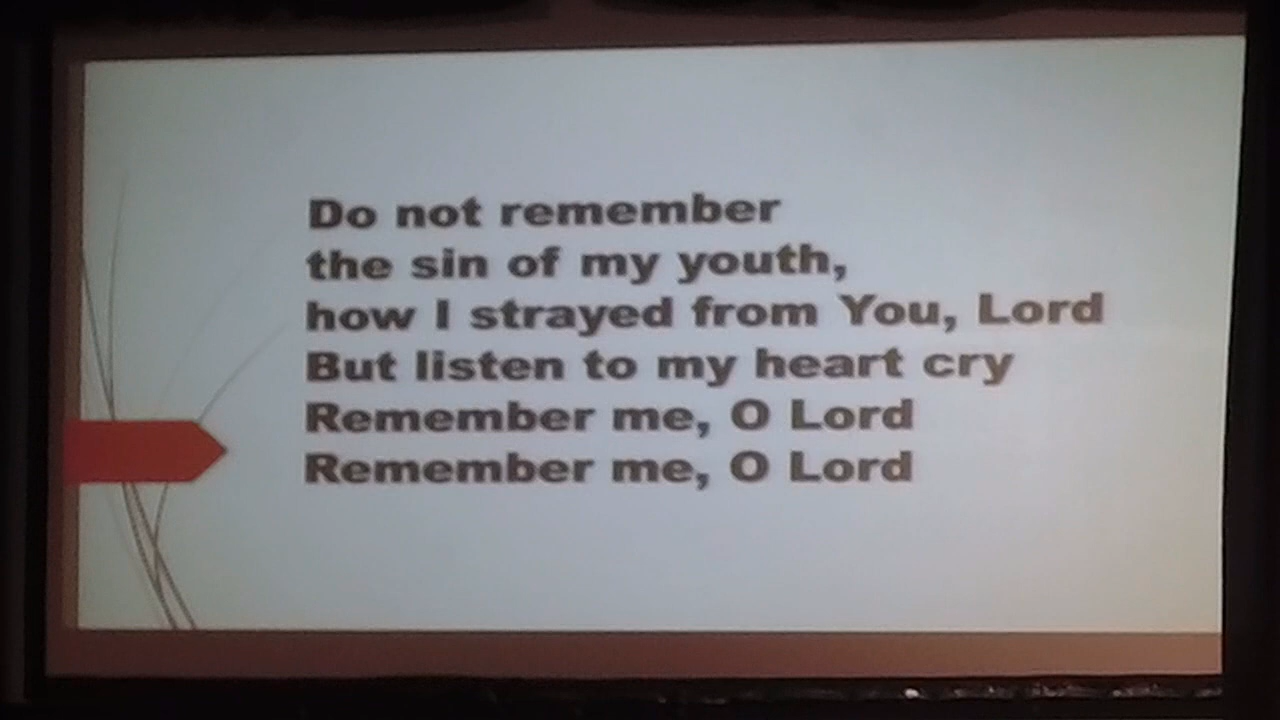 Do not remember
the sin of my youth,
how I strayed from You, Lord
But listen to my heart cry
Remember me, O Lord
Remember me, O Lord